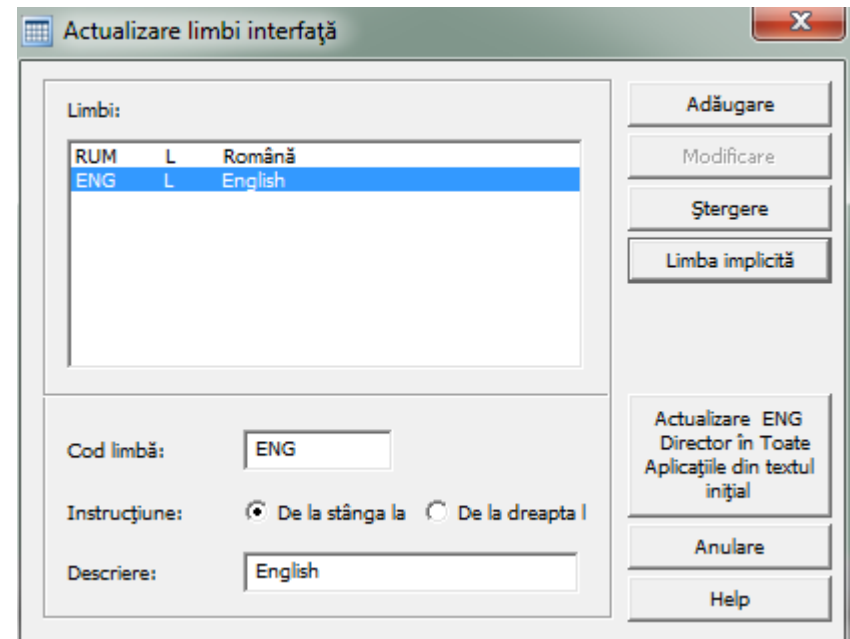 Actualizare limbi interfaţă
X
Limbi:
RUM L Română
ENG L English
Adăugare
Modificare
Ştergere
Limba implicită
Cod limbă: ENG
Instrucţiune: De la stânga la De la dreapta l
Descriere: English
Actualizare ENG
Director în Toate
Aplicaţiile din textul
iniţial
Anulare
Help